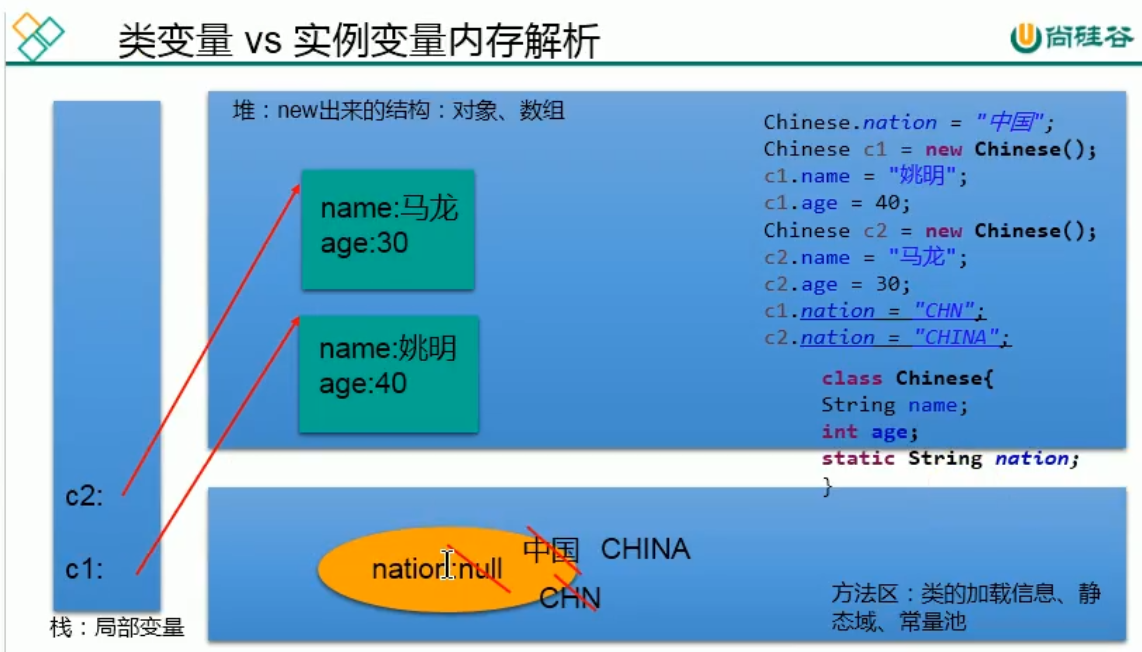 类变量 vs 实例变量内存解析
尚硅谷
堆：new出来的结构：对象、数组
name:马龙
age:30
name:姚明
age:40
Chinese.nation = "中国";
Chinese c1 = new Chinese();
c1.name = "姚明";
c1.age = 40;
Chinese c2 = new Chinese();
c2.name = "马龙";
c2.age = 30;
c1.nation = "CHN";
c2.nation = "CHINA";
class Chinese{
String name;
int age;
static String nation;
}
c2:
c1:
栈：局部变量
nation:null
中国 CHINA
CHN
方法区：类的加载信息、静
态域、常量池